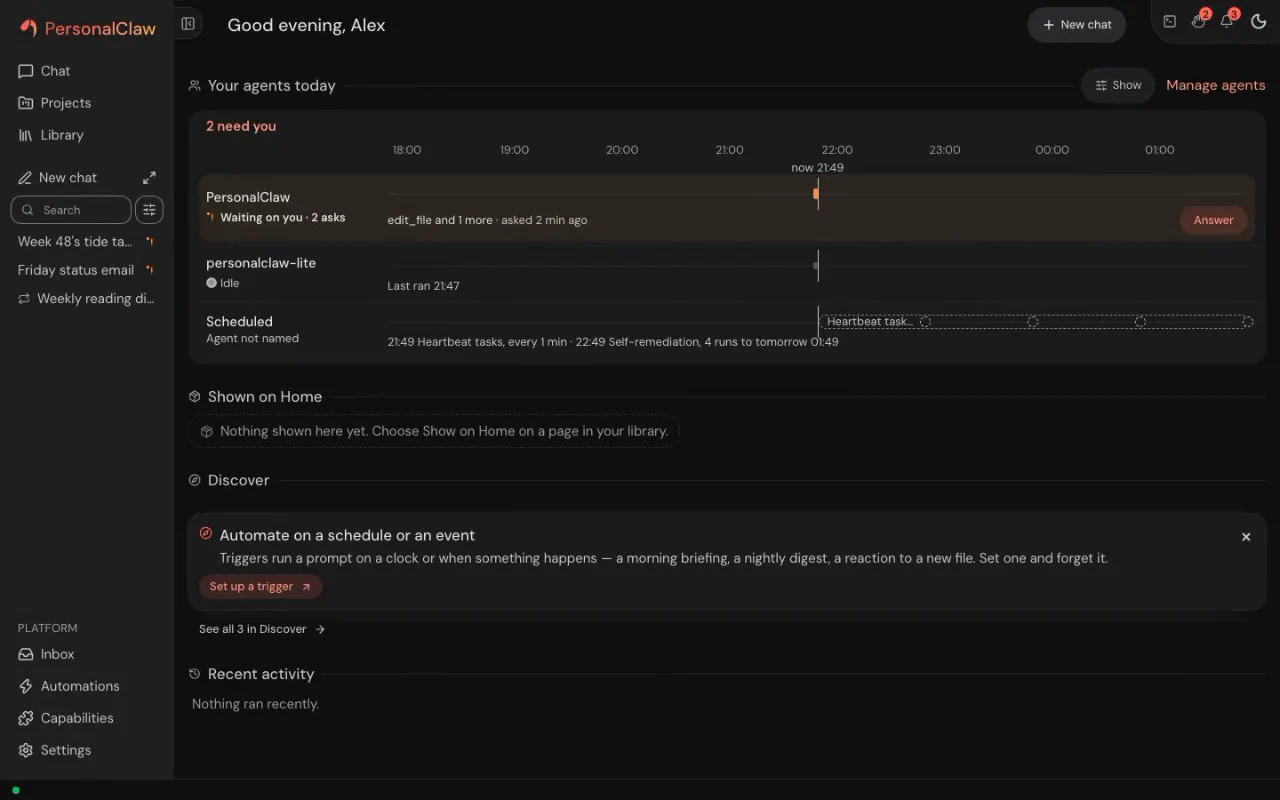 PersonalClaw
Good evening, Alex
New chat
2
3
Chat
Projects
Library
New chat
Search
Week 48's tide ta...
Friday status email
Weekly reading di...
Your agents today
Show
Manage agents
2 need you
18:00 19:00 20:00 21:00 22:00 23:00 00:00 01:00
now 21:49
PersonalClaw
Waiting on you · 2 asks
edit_file and 1 more · asked 2 min ago
Answer
personalclaw-lite
Idle
Last ran 21:47
Scheduled
Heartbeat task...
Agent not named
21:49 Heartbeat tasks, every 1 min · 22:49 Self-remediation, 4 runs to tomorrow 01:49
Shown on Home
Nothing shown here yet. Choose Show on Home on a page in your library.
Discover
Automate on a schedule or an event
Triggers run a prompt on a clock or when something happens — a morning briefing, a nightly digest, a reaction to a new file. Set one and forget it.
Set up a trigger
See all 3 in Discover
Recent activity
Nothing ran recently.
PLATFORM
Inbox
Automations
Capabilities
Settings